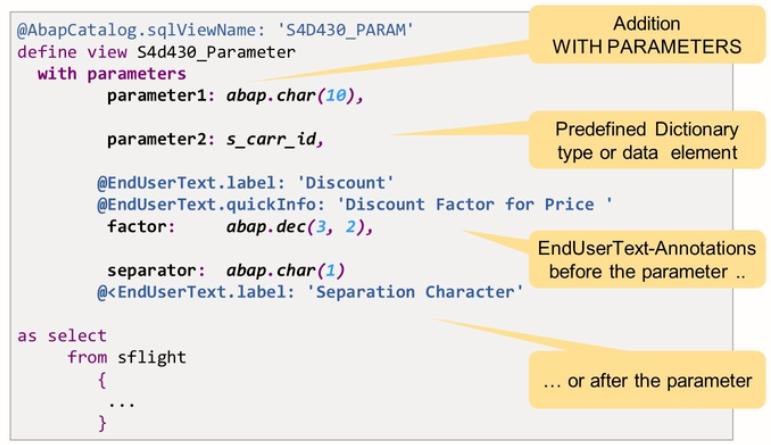 @AbapCatalog.sqlViewName: 'S4D430_PARAM'
define view S4d430_Parameter
with parameters
parameter1: abap.char(10),
parameter2: s_carr_id,
@EndUserText.label: 'Discount'
@EndUserText.quickInfo: 'Discount Factor for Price '
factor: abap.dec(3, 2),
separator: abap.char(1)
@<EndUserText.label: 'Separation Character'
as select
from sflight
{
...
}
Addition
WITH PARAMETERS
Predefined Dictionary
type or data element
EndUserText-Annotations
before the parameter ..
... or after the parameter